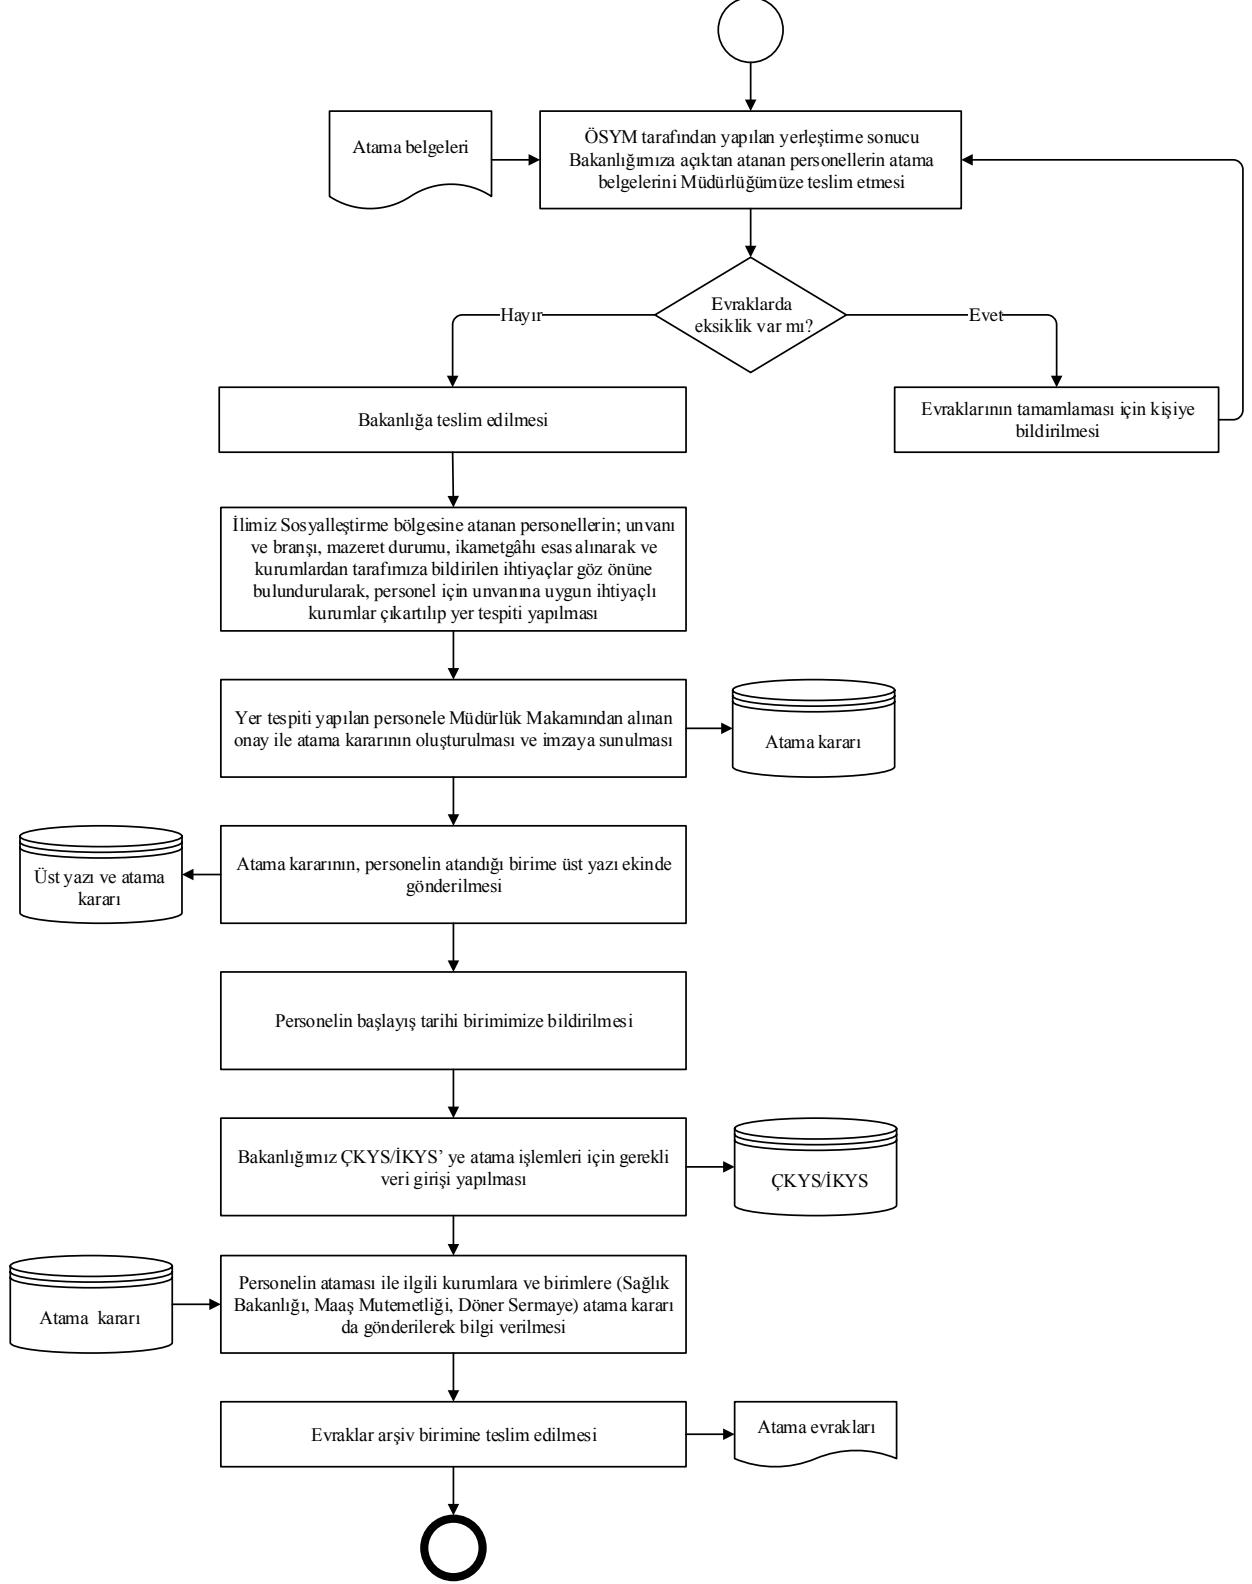 Atama belgeleri
ÖSYM tarafından yapılan yerleştirme sonucu
Bakanlığımıza açıktan atanan personellerin atama
belgelerini Müdürlüğümüze teslim etmesi
Evraklarda
eksiklik var mı?
Hayır
Evet
Bakanlığa teslim edilmesi
Evraklarının tamamlaması için kişiye
bildirilmesi
İlimiz Sosyalleştirme bölgesine atanan personellerin; unvanı
ve branşı, mazeret durumu, ikametgâhı esas alınarak ve
kurumlardan tarafımıza bildirilen ihtiyaçlar göz önüne
bulundurularak, personel için unvanına uygun ihtiyaçlı
kurumlar çıkartılıp yer tespiti yapılması
Yer tespiti yapılan personele Müdürlük Makamından alınan
onay ile atama kararının oluşturulması ve imzaya sunulması
Atama kararı
Üst yazı ve atama
kararı
Atama kararının, personelin atandığı birime üst yazı ekinde
gönderilmesi
Personelin başlayış tarihi birimimize bildirilmesi
Bakanlığımız ÇKYS/İKYS’ ye atama işlemleri için gerekli
veri girişi yapılması
ÇKYS/İKYS
Atama  kararı
Personelin ataması ile ilgili kurumlara ve birimlere (Sağlık
Bakanlığı, Maaş Mutemetliği, Döner Sermaye) atama kararı
da gönderilerek bilgi verilmesi
Evraklar arşiv birimine teslim edilmesi
Atama evrakları